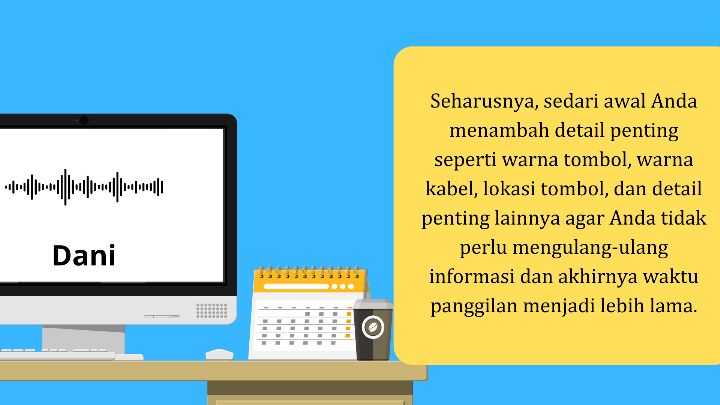 Dani
Seharusnya, sedari awal Anda
menambah detail penting
seperti warna tombol, warna
kabel, lokasi tombol, dan detail
penting lainnya agar Anda tidak
perlu mengulang-ulang
informasi dan akhirnya waktu
panggilan menjadi lebih lama.